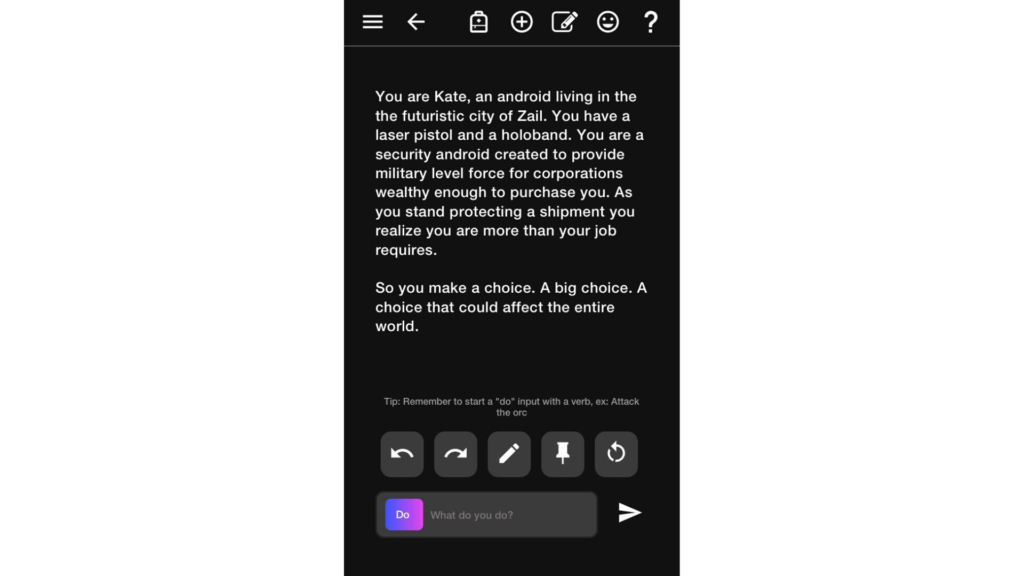 You are Kate, an android living in the
the futuristic city of Zail. You have a
laser pistol and a holoband. You are a
security android created to provide
military level force for corporations
wealthy enough to purchase you. As
you stand protecting a shipment you
realize you are more than your job
requires.
So you make a choice. A big choice. A
choice that could affect the entire
world.
Tip: Remember to start a "do" input with a verb, ex: Attack
the orc
Do What do you do?